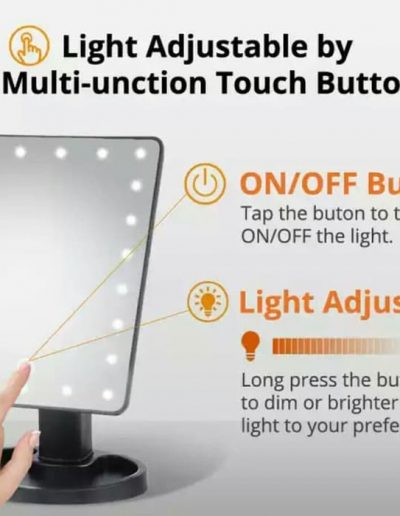 Light Adjustable by
Multi-unction Touch Butto
ON/OFF Bu
Tap the buton to t
ON/OFF the light.
Light Adjus
Long press the bu
to dim or brighter
light to your prefe